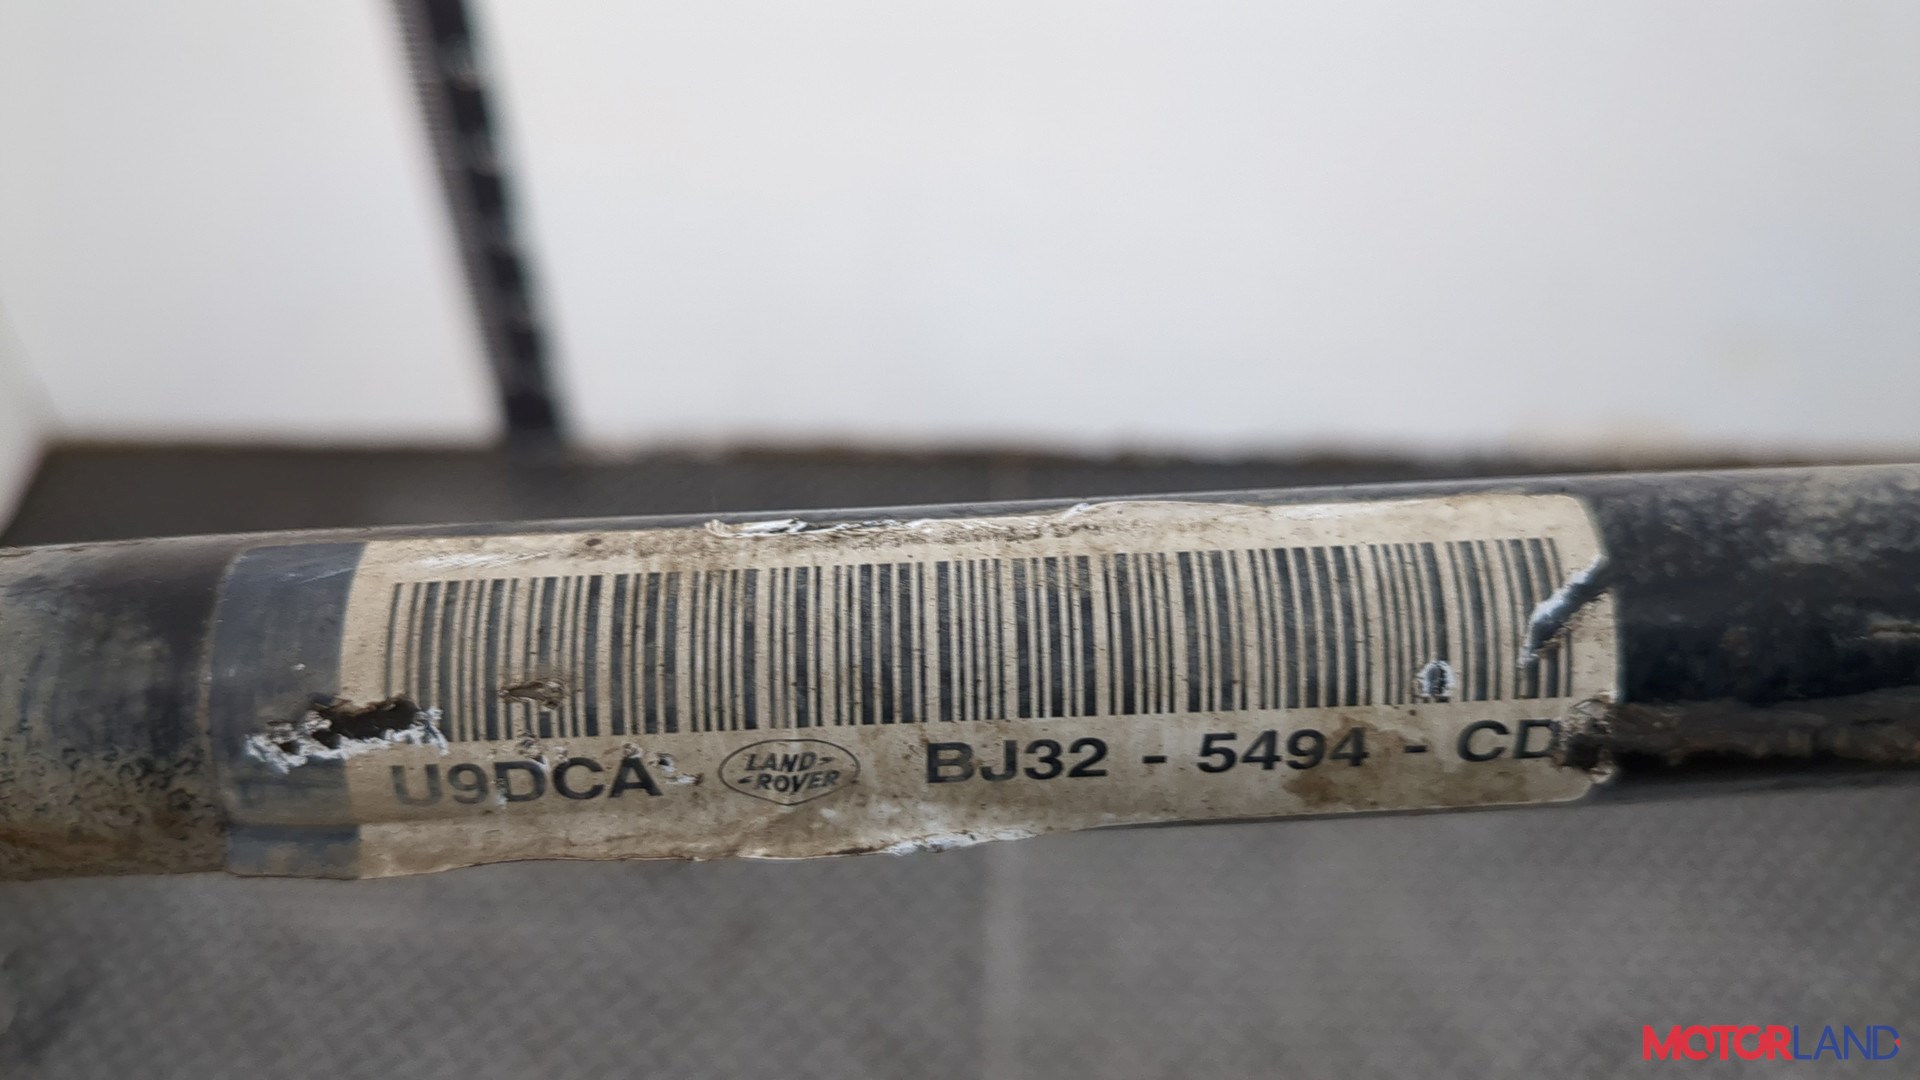 U9DCA LAND ROVER BJ32 - 5494 - CD
MOTORLAND